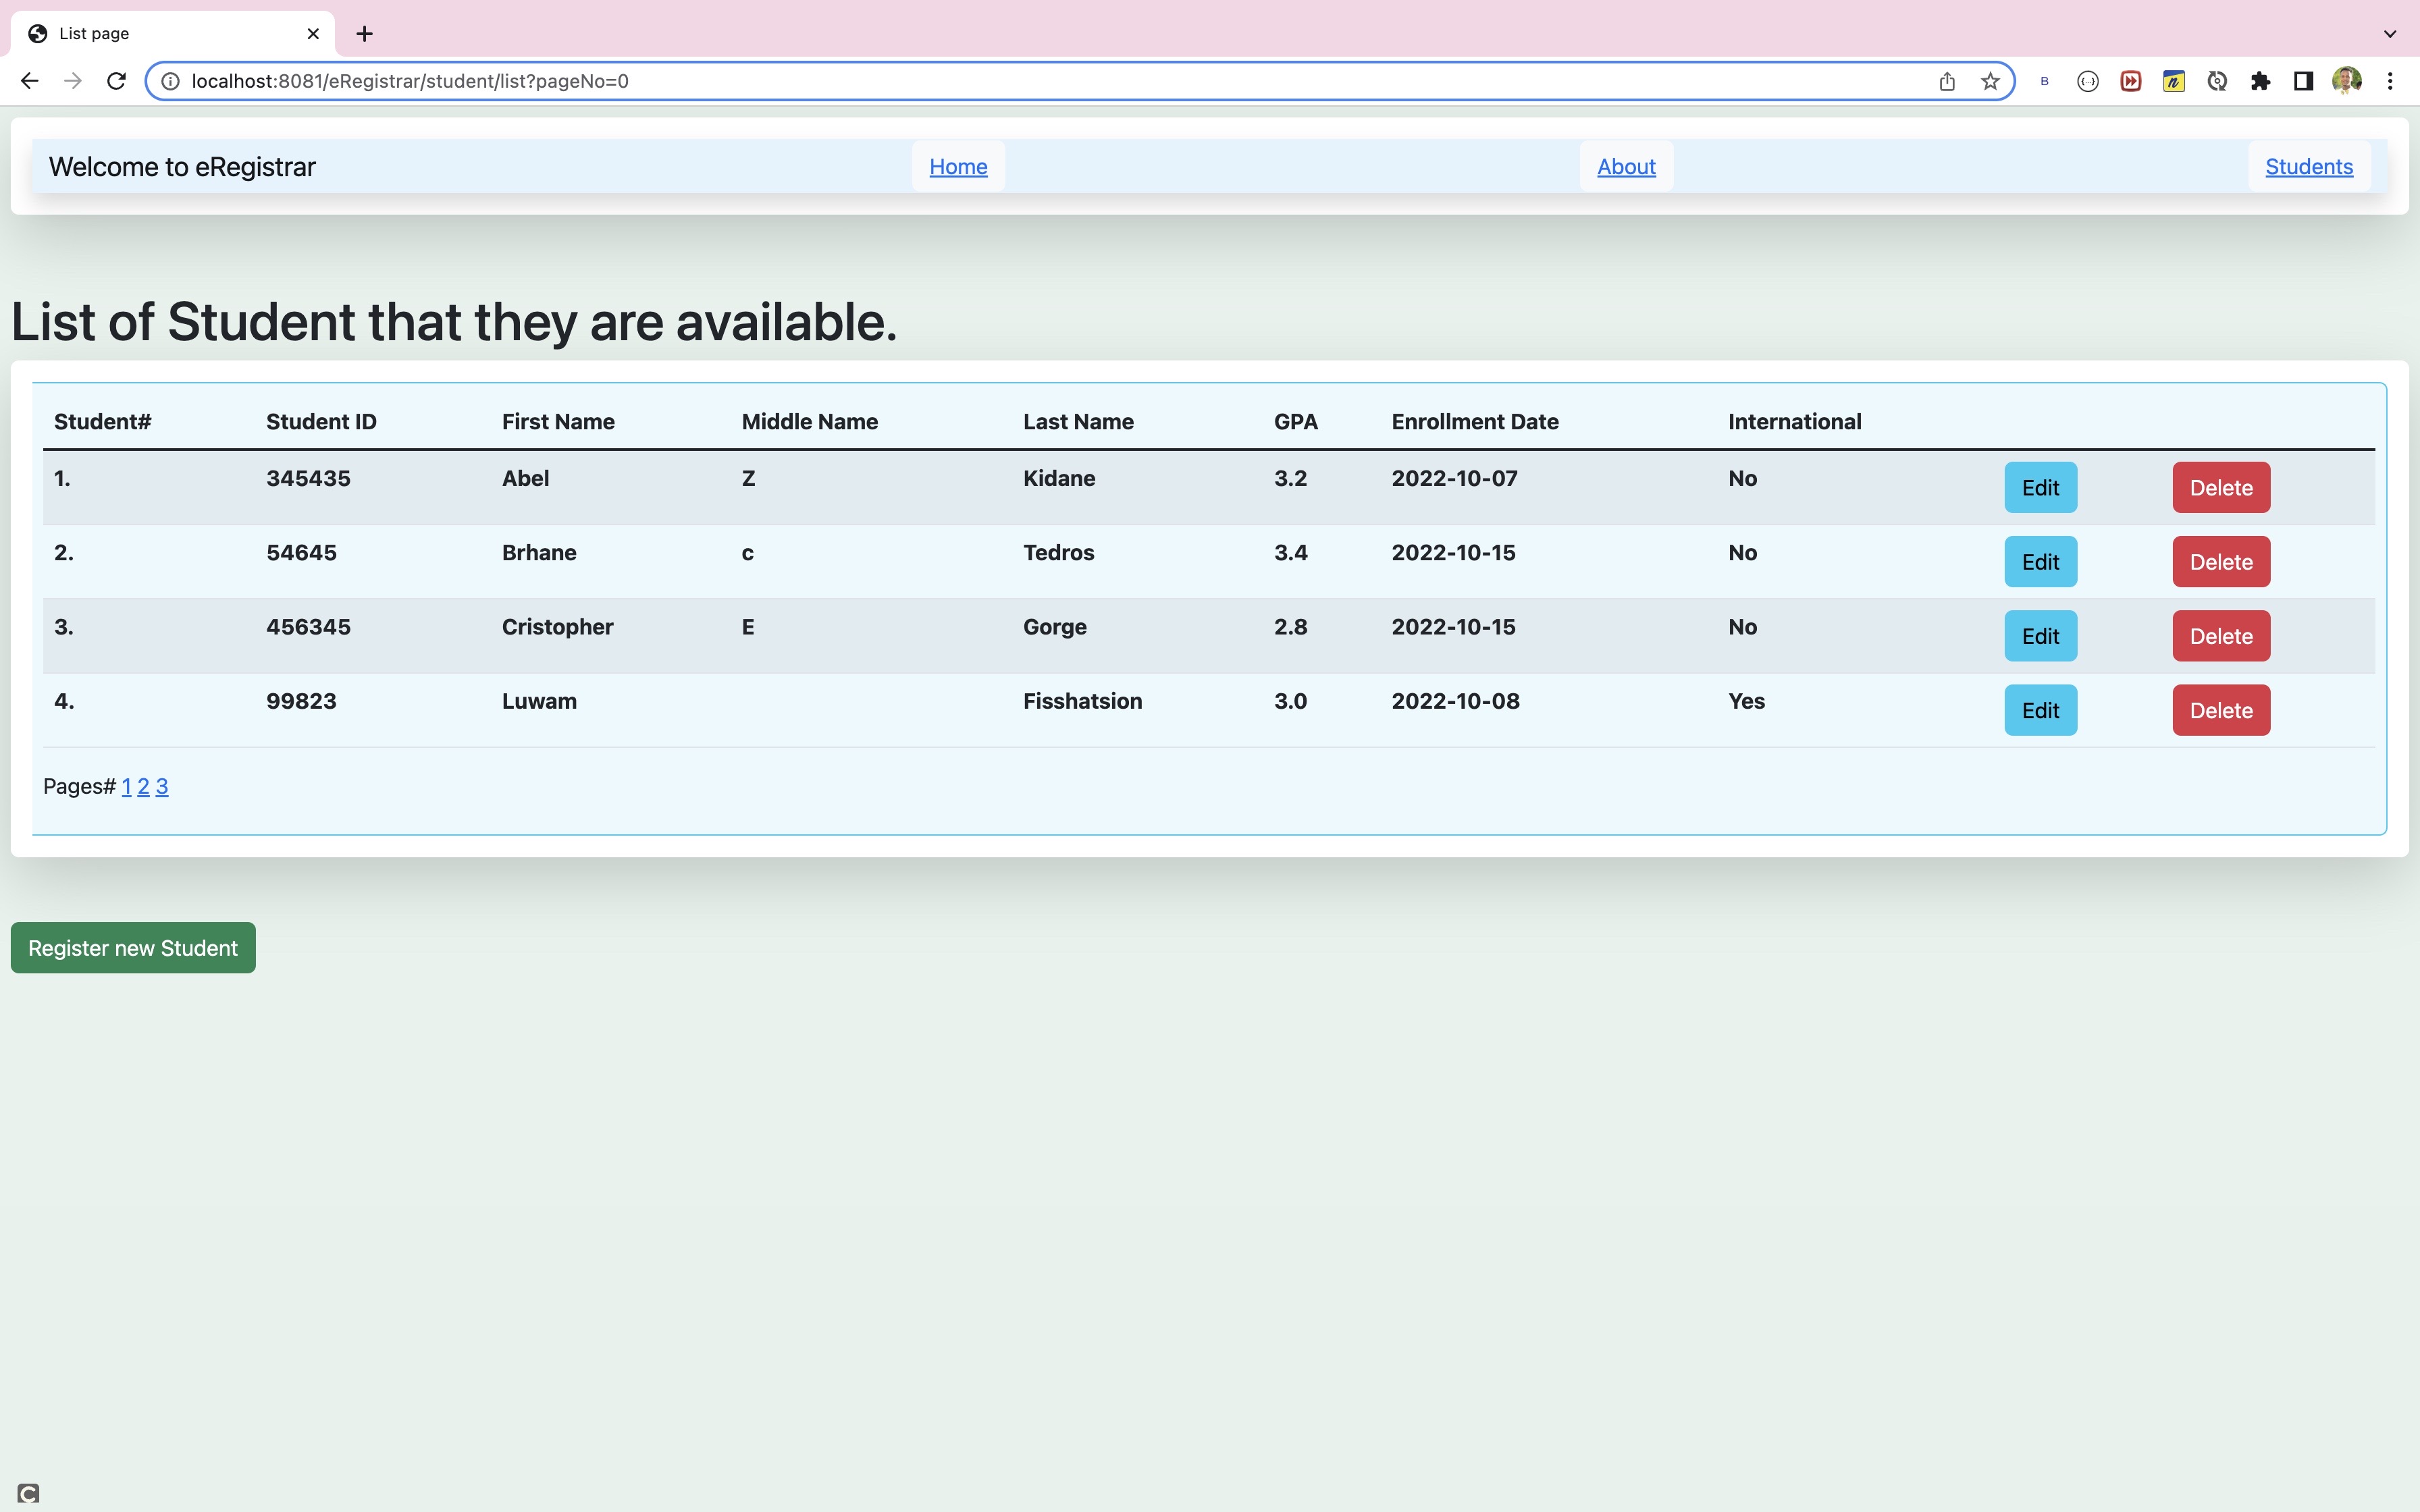 List page
localhost:8081/eRegistrar/student/list?pageNo=0
B
Welcome to eRegistrar Home About Students
List of Student that they are available.
Student# Student ID First Name Middle Name Last Name GPA Enrollment Date International
1. 345435 Abel Z Kidane 3.2 2022-10-07 No Edit Delete
2. 54645 Brhane c Tedros 3.4 2022-10-15 No Edit Delete
3. 456345 Cristopher E Gorge 2.8 2022-10-15 No Edit Delete
4. 99823 Luwam Fisshatsion 3.0 2022-10-08 Yes Edit Delete
Pages# 1 2 3
Register new Student